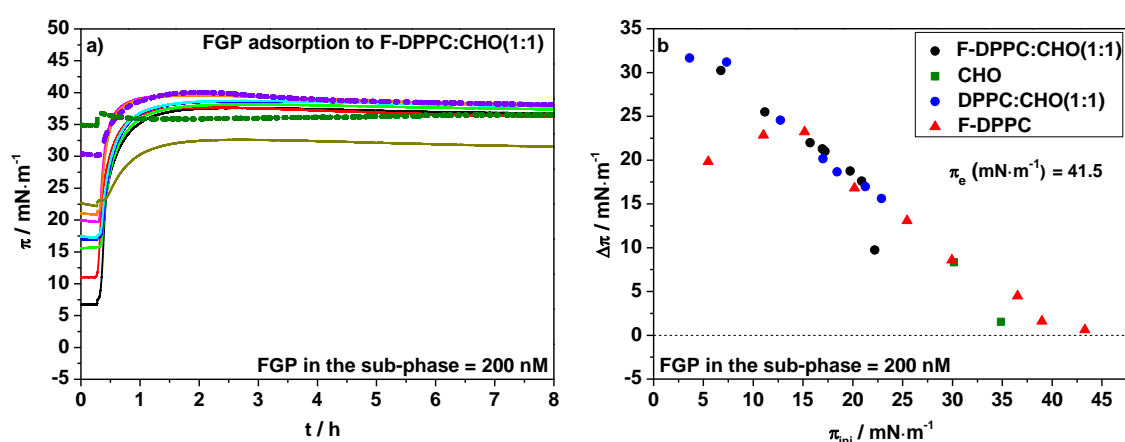 a) FGP adsorption to F-DPPC:CHO(1:1)
50
45
40
35
30
25
20
15
10
5
0
-5
π / mN·m⁻¹
FGP in the sub-phase = 200 nM
0 1 2 3 4 5 6 7 8
t / h
b
F-DPPC:CHO(1:1)
CHO
DPPC:CHO(1:1)
F-DPPC
πₑ (mN·m⁻¹) = 41.5
35
30
25
20
15
10
5
0
-5
Δπ / mN·m⁻¹
FGP in the sub-phase = 200 nM
0 5 10 15 20 25 30 35 40 45
π_inj / mN·m⁻¹